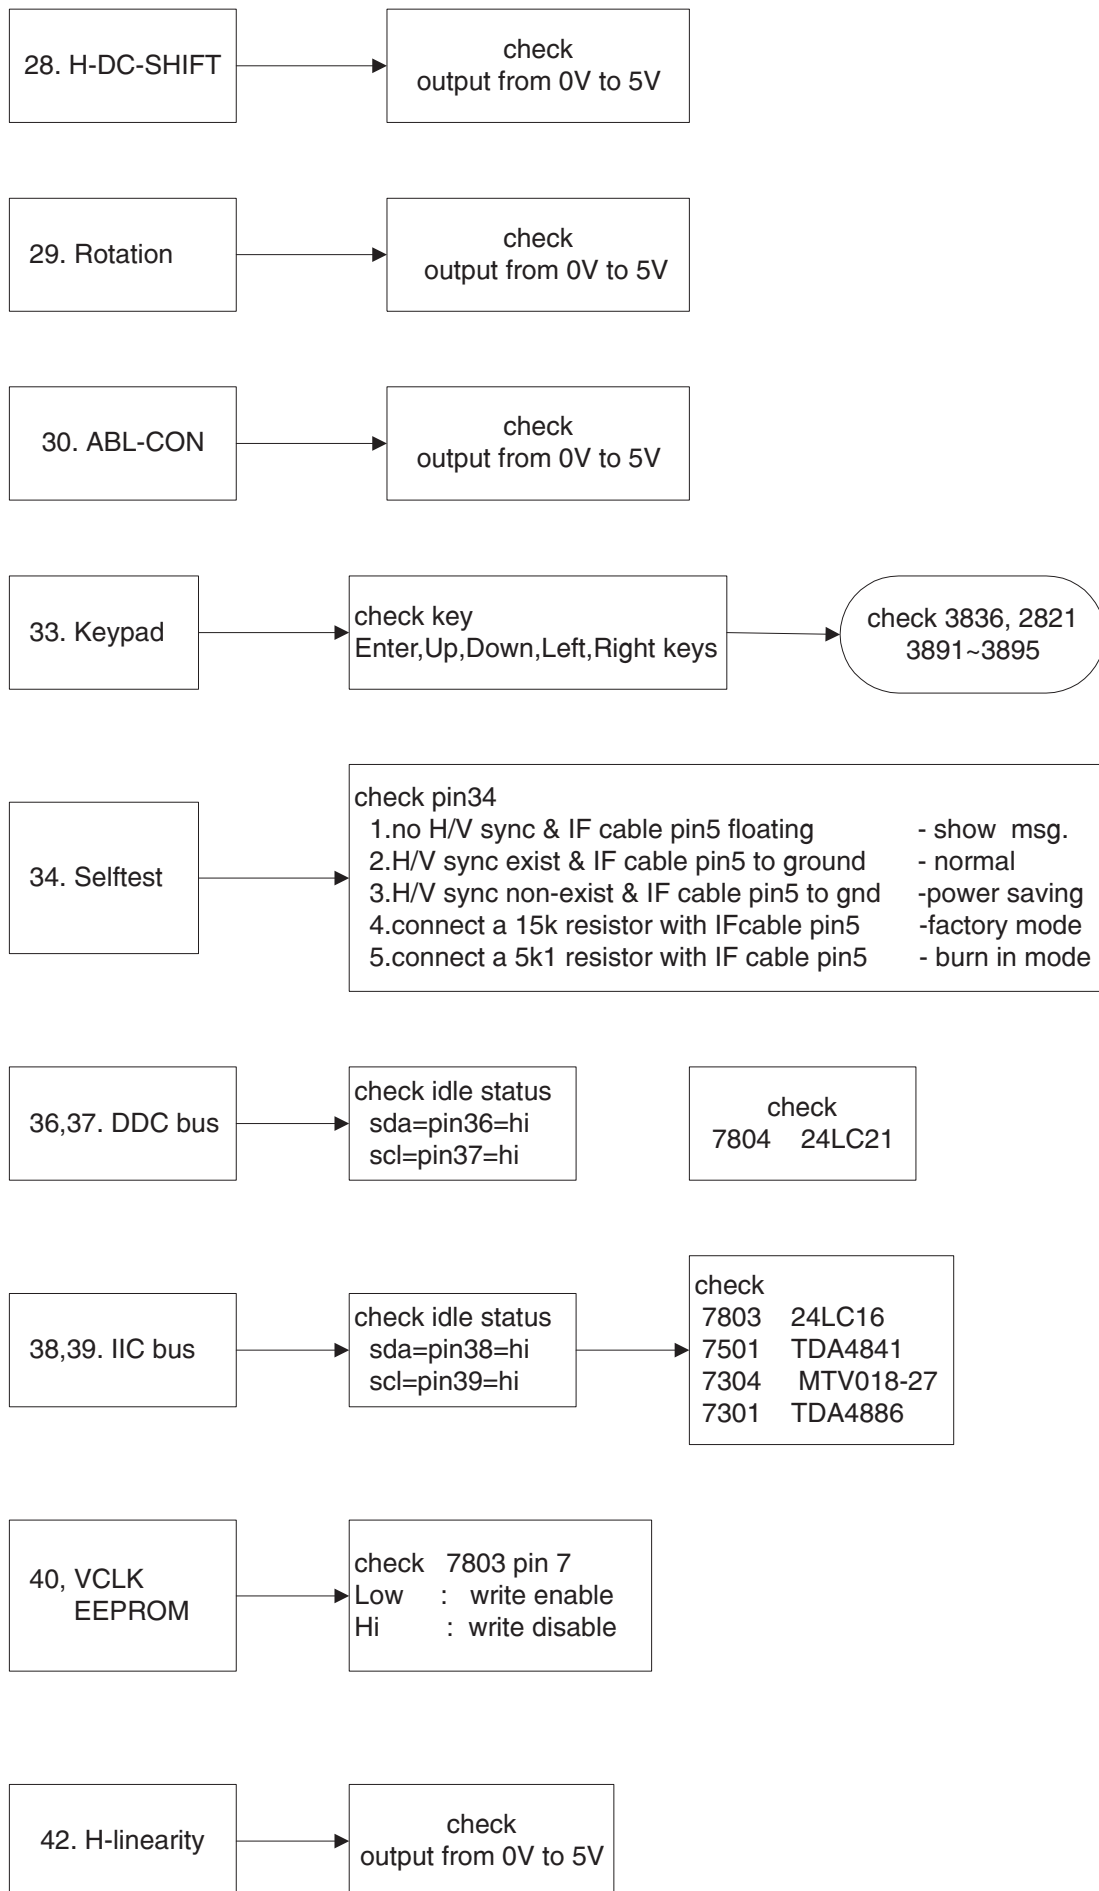 28. H-DC-SHIFT
check
output from 0V to 5V
29. Rotation
check
output from 0V to 5V
30. ABL-CON
check
output from 0V to 5V
33. Keypad
check key
Enter,Up,Down,Left,Right keys
check 3836, 2821
3891~3895
34. Selftest
check pin34
1.no H/V sync & IF cable pin5 floating - show msg.
2.H/V sync exist & IF cable pin5 to ground - normal
3.H/V sync non-exist & IF cable pin5 to gnd -power saving
4.connect a 15k resistor with IFcable pin5 -factory mode
5.connect a 5k1 resistor with IF cable pin5 - burn in mode
36,37. DDC bus
check idle status
sda=pin36=hi
scl=pin37=hi
check
7804 24LC21
38,39. IIC bus
check idle status
sda=pin38=hi
scl=pin39=hi
check
7803 24LC16
7501 TDA4841
7304 MTV018-27
7301 TDA4886
40, VCLK
EEPROM
check 7803 pin 7
Low : write enable
Hi : write disable
42. H-linearity
check
output from 0V to 5V